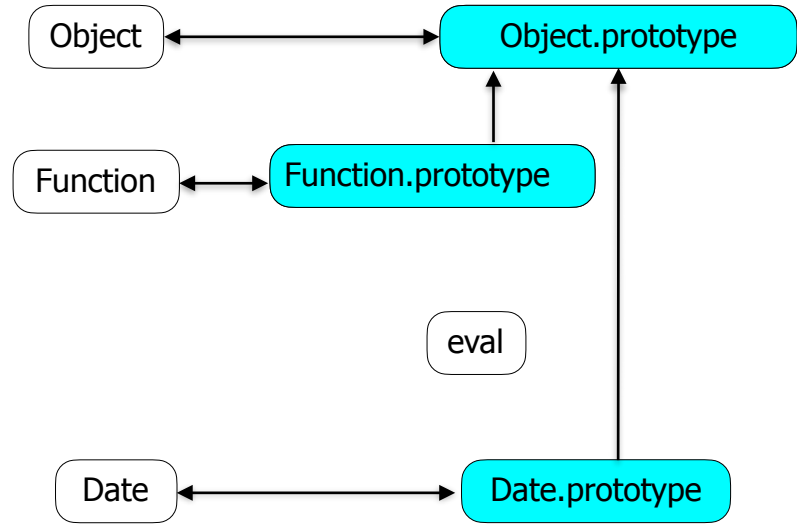 Object
Object.prototype
Function
Function.prototype
eval
Date
Date.prototype